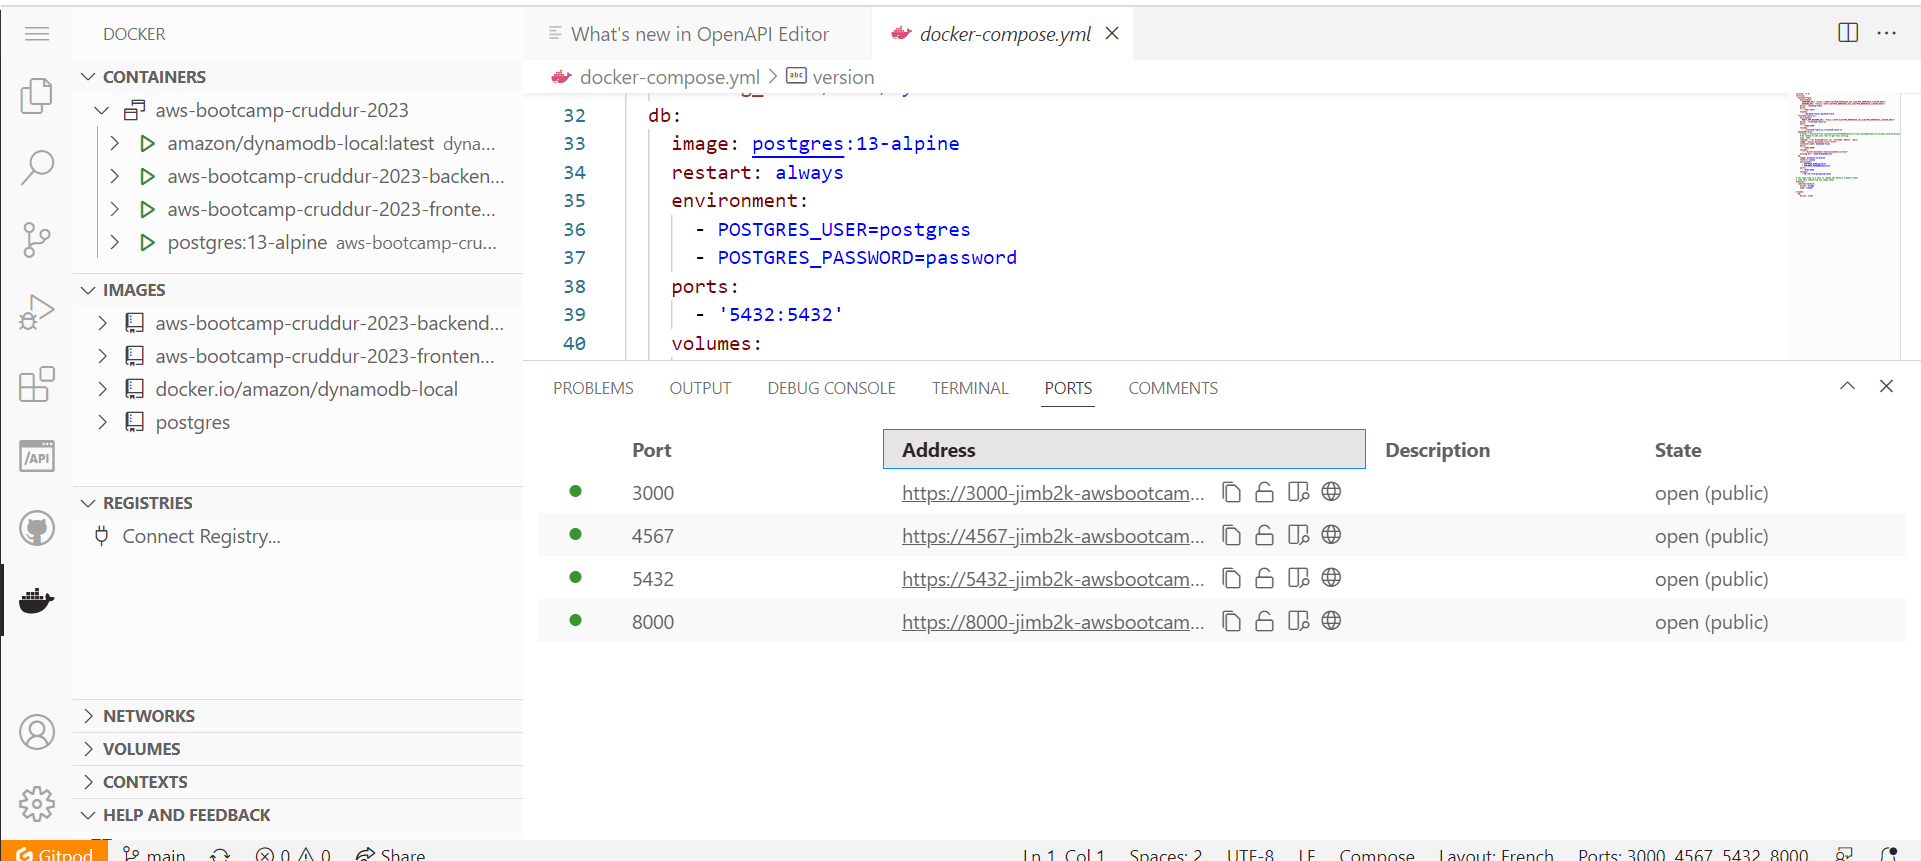 DOCKER
What's new in OpenAPI Editor
docker-compose.yml
CONTAINERS
docker-compose.yml > version
aws-bootcamp-cruddur-2023
amazon/dynamodb-local:latest dyna...
aws-bootcamp-cruddur-2023-backen...
aws-bootcamp-cruddur-2023-fronte...
postgres:13-alpine aws-bootcamp-cru...
IMAGES
aws-bootcamp-cruddur-2023-backend...
aws-bootcamp-cruddur-2023-fronten...
docker.io/amazon/dynamodb-local
postgres
REGISTRIES
Connect Registry...
NETWORKS
VOLUMES
CONTEXTS
HELP AND FEEDBACK
32 db:
33 image: postgres:13-alpine
34 restart: always
35 environment:
36 - POSTGRES_USER=postgres
37 - POSTGRES_PASSWORD=password
38 ports:
39 - '5432:5432'
40 volumes:
PROBLEMS OUTPUT DEBUG CONSOLE TERMINAL PORTS COMMENTS
Port Address Description State
3000 https://3000-jimb2k-awsbootcam... open (public)
4567 https://4567-jimb2k-awsbootcam... open (public)
5432 https://5432-jimb2k-awsbootcam... open (public)
8000 https://8000-jimb2k-awsbootcam... open (public)
/API
Gitpod main 0 0 Share Ln 1, Col 1 Spaces: 2 UTF-8 LF Compose Layout: French Ports: 3000, 4567, 5432, 8000